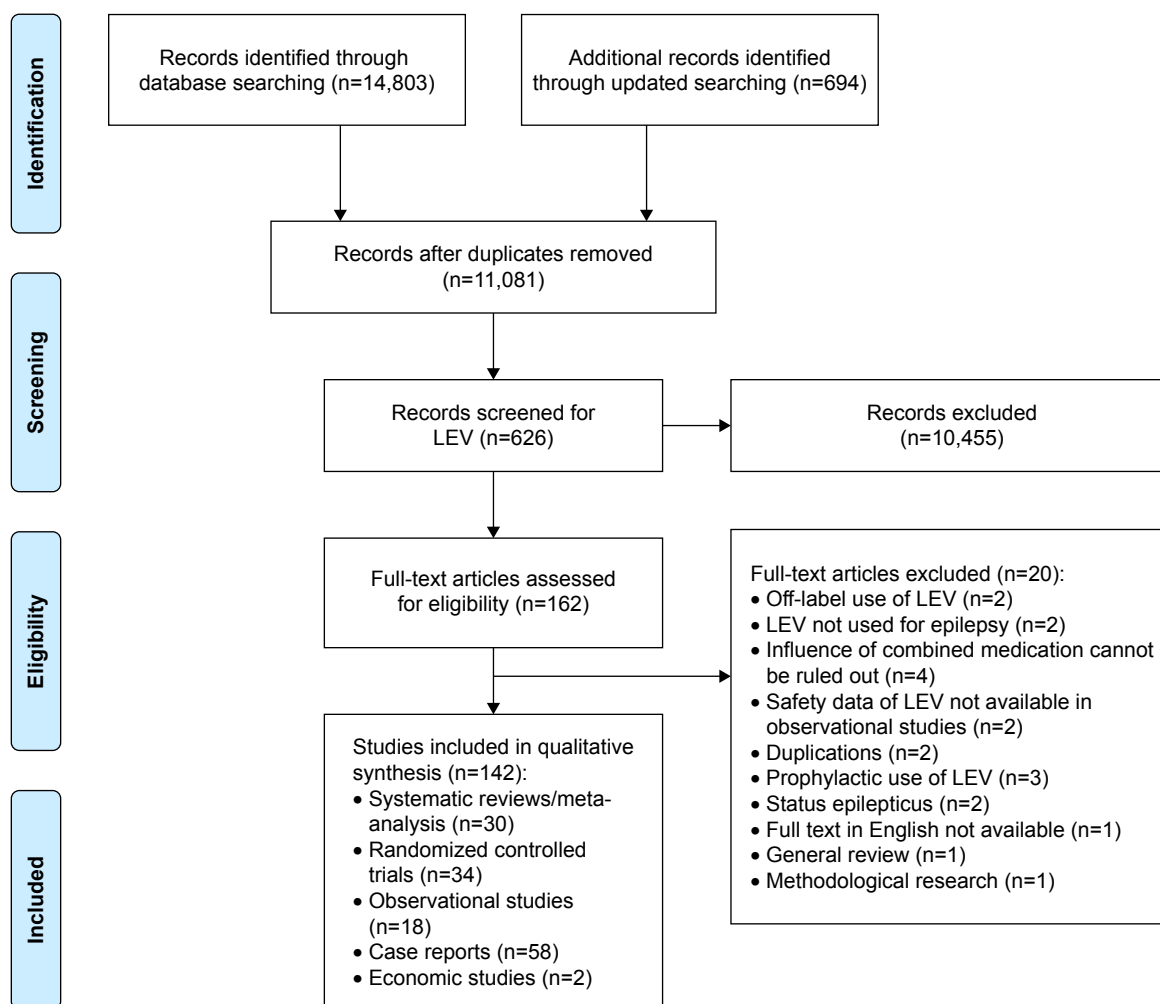 Identification
Records identified through
database searching (n=14,803)
Additional records identified
through updated searching (n=694)
Records after duplicates removed
(n=11,081)
Screening
Records screened for
LEV (n=626)
Records excluded
(n=10,455)
Eligibility
Full-text articles assessed
for eligibility (n=162)
Full-text articles excluded (n=20):
• Off-label use of LEV (n=2)
• LEV not used for epilepsy (n=2)
• Influence of combined medication cannot
be ruled out (n=4)
• Safety data of LEV not available in
observational studies (n=2)
• Duplications (n=2)
• Prophylactic use of LEV (n=3)
• Status epilepticus (n=2)
• Full text in English not available (n=1)
• General review (n=1)
• Methodological research (n=1)
Included
Studies included in qualitative
synthesis (n=142):
• Systematic reviews/meta-
analysis (n=30)
• Randomized controlled
trials (n=34)
• Observational studies
(n=18)
• Case reports (n=58)
• Economic studies (n=2)